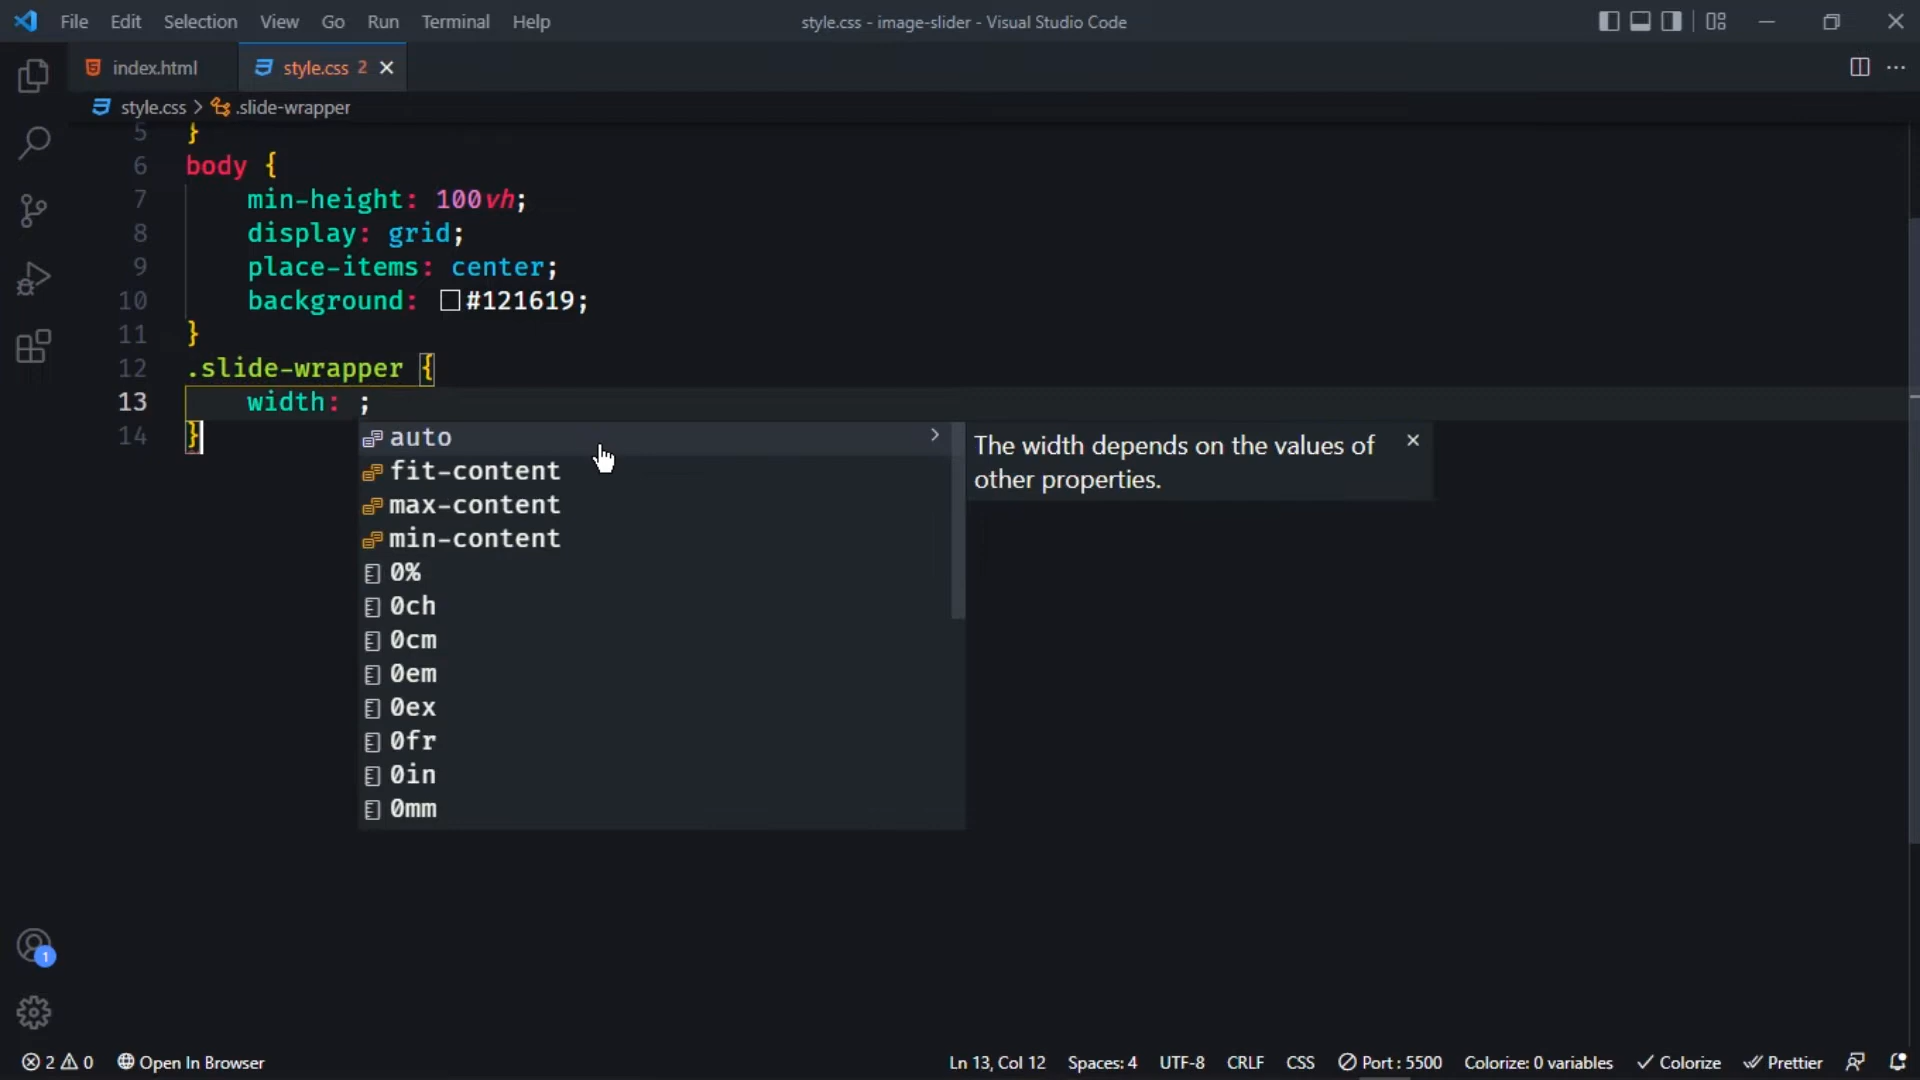 File Edit Selection View Go Run Terminal Help
style.css - image-slider - Visual Studio Code
index.html
style.css 2
style.css > .slide-wrapper
5 }
6 body {
7 min-height: 100vh;
8 display: grid;
9 place-items: center;
10 background: #121619;
11 }
12 .slide-wrapper {
13 width: ;
14 }
auto
fit-content
max-content
min-content
0%
0ch
0cm
0em
0ex
0fr
0in
0mm
The width depends on the values of
other properties.
1
2 0 Open In Browser
Ln 13, Col 12 Spaces: 4 UTF-8 CRLF CSS Port : 5500 Colorize: 0 variables Colorize Prettier